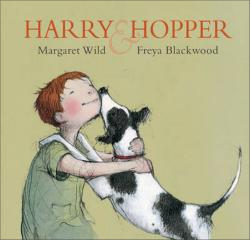 HARRY & HOPPER
Margaret Wild Freya Blackwood